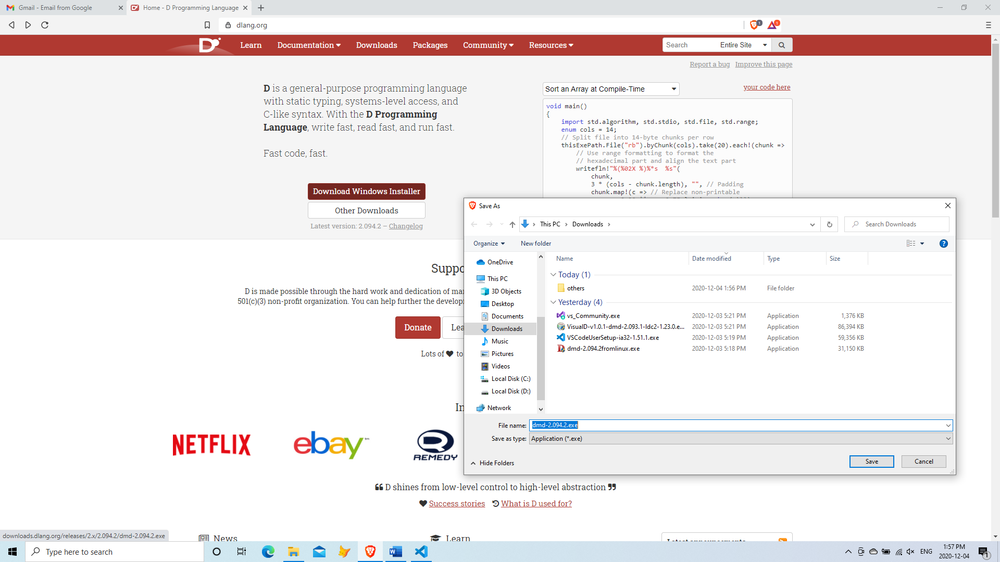 Gmail - Email from Google
Home - D Programming Language
dlang.org
1
1
D
Learn
Documentation
Downloads
Packages
Community
Resources
Search
Entire Site
Report a bug
Improve this page
D is a general-purpose programming language
with static typing, systems-level access, and
C-like syntax. With the D Programming
Language, write fast, read fast, and run fast.
Fast code, fast.
Download Windows Installer
Other Downloads
Latest version: 2.094.2 – Changelog
Sort an Array at Compile-Time
your code here
void main()
{
import std.algorithm, std.stdio, std.file, std.range;
enum cols = 14;
// Split file into 14-byte chunks per row
thisExePath.File("rb").byChunk(cols).take(20).each!(chunk =>
// Use range formatting to format the
// hexadecimal part and align the text part
writefln!"%(%02X %)%*s  %s"(
chunk,
3 * (cols - chunk.length), "", // Padding
chunk.map!(c => // Replace non-printable
Suppo
D is made possible through the hard work and dedication of ma
501(c)(3) non-profit organization. You can help further the develop
Donate
Lea
Lots of ♥ to
In
NETFLIX
ebay™
REMEDY
❝ D shines from low-level control to high-level abstraction ❞
Success stories
What is D used for?
News
Learn
Save As
This PC
Downloads
Search Downloads
Organize
New folder
?
OneDrive
This PC
3D Objects
Desktop
Documents
Downloads
Music
Pictures
Videos
Local Disk (C:)
Local Disk (D:)
Network
Name
Date modified
Type
Size
Today (1)
others 2020-12-04 1:56 PM File folder
Yesterday (4)
vs_Community.exe 2020-12-03 5:21 PM Application 1,376 KB
VisualD-v1.0.1-dmd-2.093.1-ldc2-1.23.0.e... 2020-12-03 5:21 PM Application 86,394 KB
VSCodeUserSetup-ia32-1.51.1.exe 2020-12-03 5:19 PM Application 59,356 KB
dmd-2.094.2fromlinux.exe 2020-12-03 5:18 PM Application 31,150 KB
File name: dmd-2.094.2.exe
Save as type: Application (*.exe)
Hide Folders
Save
Cancel
downloads.dlang.org/releases/2.x/2.094.2/dmd-2.094.2.exe
Type here to search
ENG
1:57 PM
2020-12-04
1